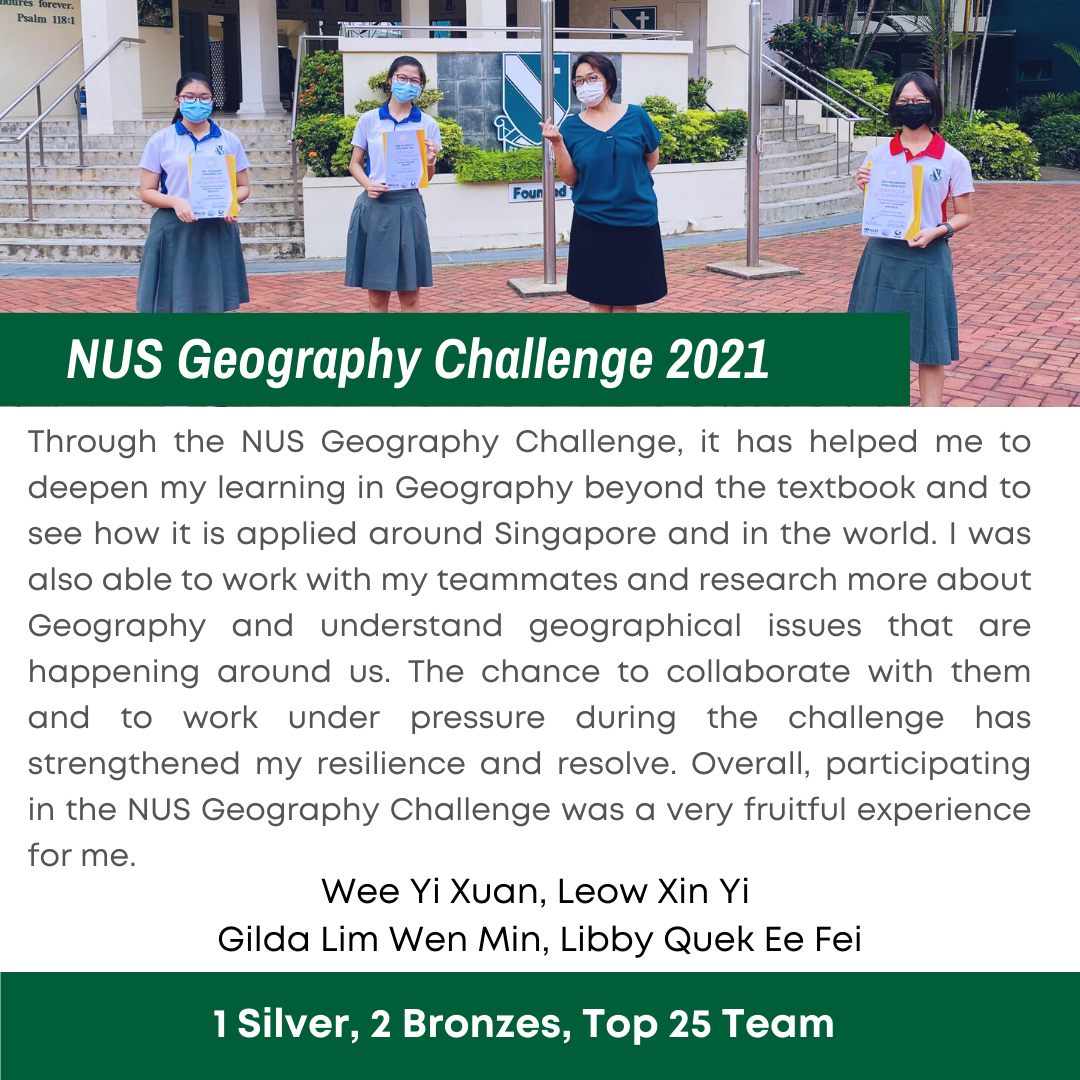 forever.
Psalm 118:1
Founded
NUS Geography Challenge 2021
Through the NUS Geography Challenge, it has helped me to
deepen my learning in Geography beyond the textbook and to
see how it is applied around Singapore and in the world. I was
also able to work with my teammates and research more about
Geography and understand geographical issues that are
happening around us. The chance to collaborate with them
and to work under pressure during the challenge has
strengthened my resilience and resolve. Overall, participating
in the NUS Geography Challenge was a very fruitful experience
for me.
Wee Yi Xuan, Leow Xin Yi
Gilda Lim Wen Min, Libby Quek Ee Fei
1 Silver, 2 Bronzes, Top 25 Team